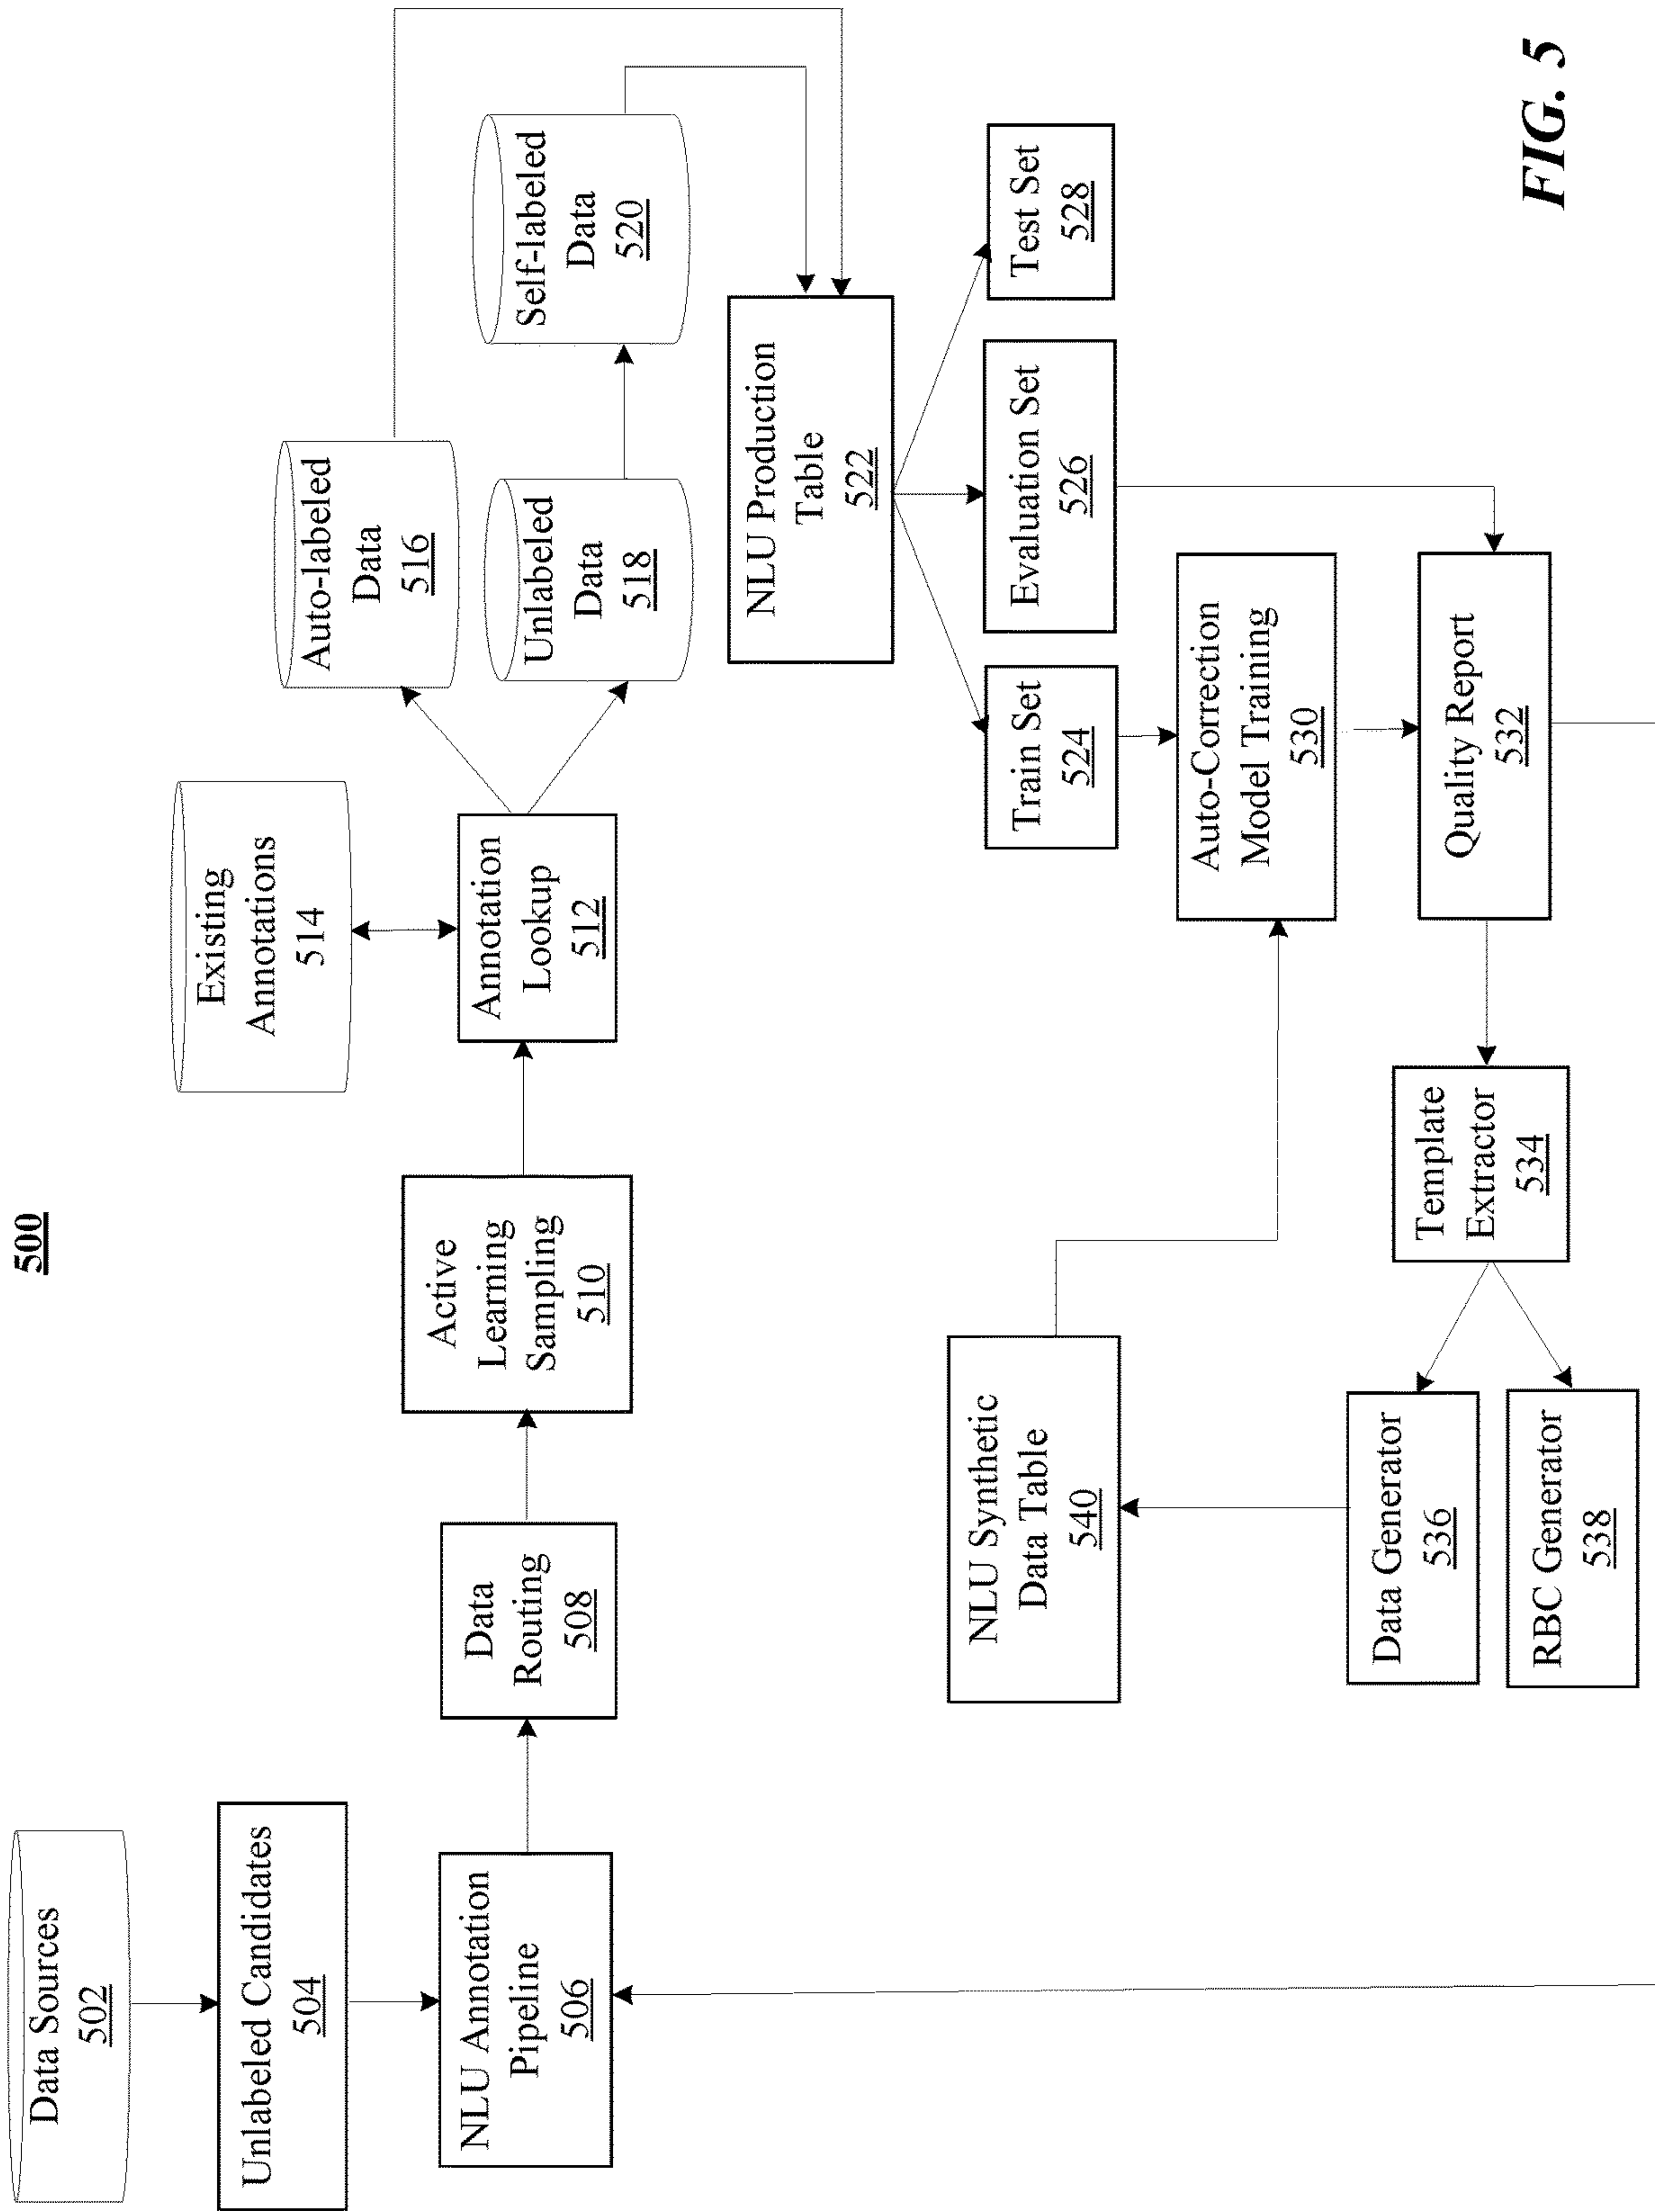 500
Data Sources
502
Unlabeled Candidates
504
NLU Annotation
Pipeline
506
Data
Routing
508
Active
Learning
Sampling
510
Existing
Annotations
514
Annotation
Lookup
512
Auto-labeled
Data
516
Unlabeled
Data
518
Self-labeled
Data
520
NLU Production
Table
522
Train Set
524
Evaluation Set
526
Test Set
528
Auto-Correction
Model Training
530
Quality Report
532
Template
Extractor
534
Data Generator
536
RBC Generator
538
NLU Synthetic
Data Table
540
FIG. 5